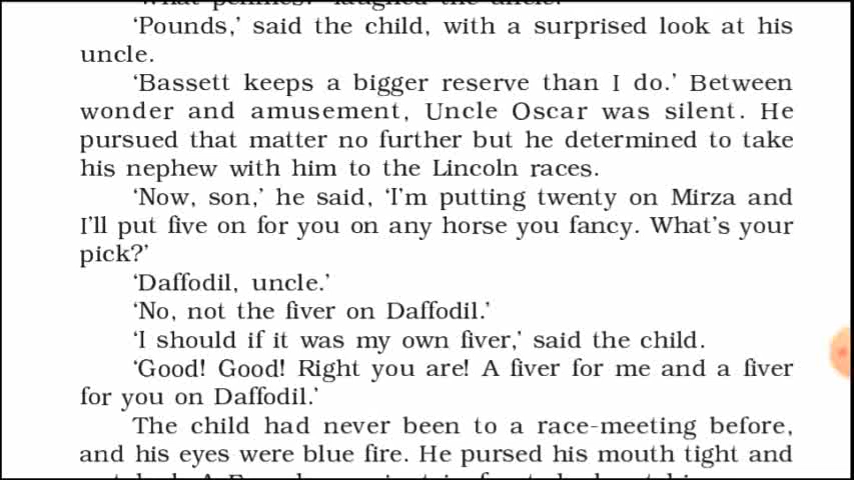 ‘Pounds,’ said the child, with a surprised look at his
uncle.
‘Bassett keeps a bigger reserve than I do.’ Between
wonder and amusement, Uncle Oscar was silent. He
pursued that matter no further but he determined to take
his nephew with him to the Lincoln races.
‘Now, son,’ he said, ‘I’m putting twenty on Mirza and
I’ll put five on for you on any horse you fancy. What’s your
pick?’
‘Daffodil, uncle.’
‘No, not the fiver on Daffodil.’
‘I should if it was my own fiver,’ said the child.
‘Good! Good! Right you are! A fiver for me and a fiver
for you on Daffodil.’
The child had never been to a race-meeting before,
and his eyes were blue fire. He pursed his mouth tight and